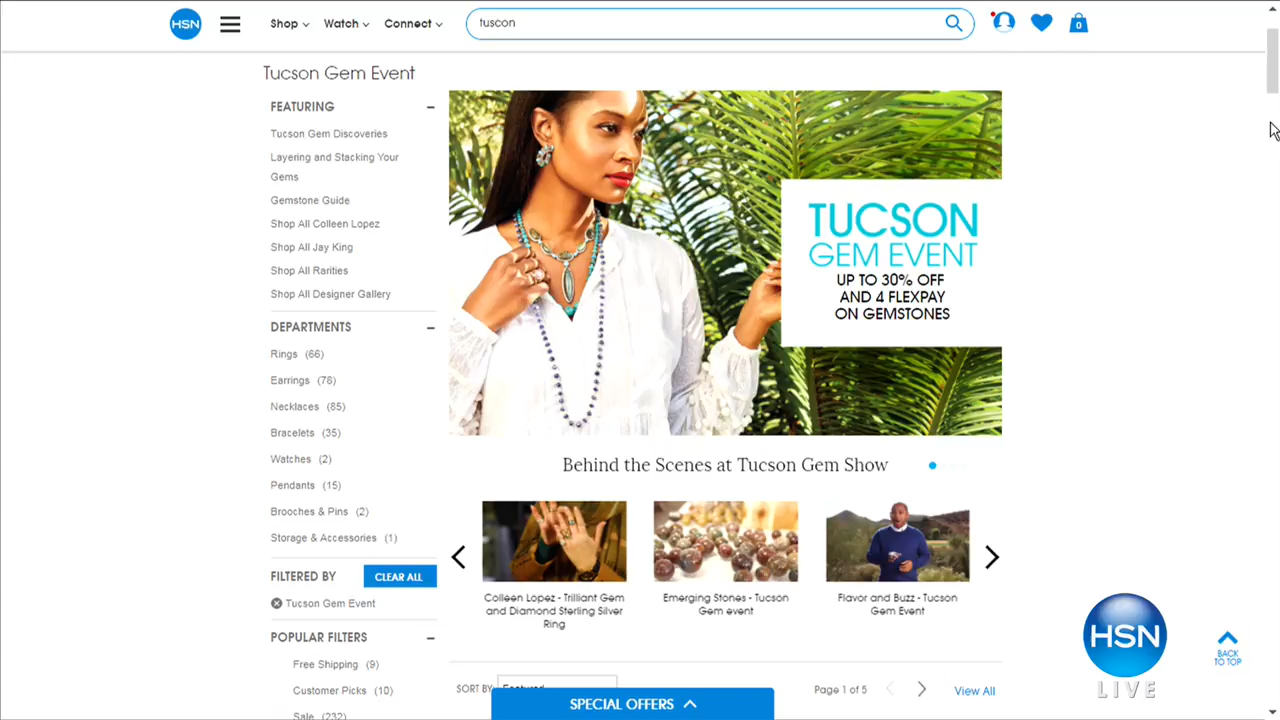 HSN
Shop
Watch
Connect
tuscon
0
Tucson Gem Event
FEATURING
Tucson Gem Discoveries
Layering and Stacking Your
Gems
Gemstone Guide
Shop All Colleen Lopez
Shop All Jay King
Shop All Rarities
Shop All Designer Gallery
DEPARTMENTS
Rings (66)
Earrings (78)
Necklaces (85)
Bracelets (35)
Watches (2)
Pendants (15)
Brooches & Pins (2)
Storage & Accessories (1)
FILTERED BY
CLEAR ALL
Tucson Gem Event
POPULAR FILTERS
Free Shipping (9)
Customer Picks (10)
Sale (232)
TUCSON
GEM EVENT
UP TO 30% OFF
AND 4 FLEXPAY
ON GEMSTONES
Behind the Scenes at Tucson Gem Show
Colleen Lopez - Trilliant Gem
and Diamond Sterling Silver
Ring
Emerging Stones - Tucson
Gem event
Flavor and Buzz - Tucson
Gem Event
SORT BY
Featured
Page 1 of 5
View All
SPECIAL OFFERS
HSN
LIVE
BACK
TO TOP